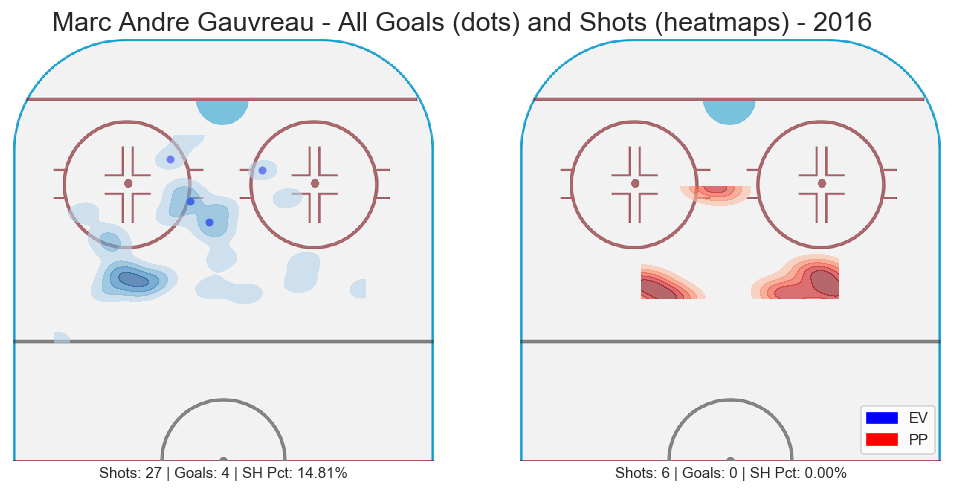 Marc Andre Gauvreau - All Goals (dots) and Shots (heatmaps) - 2016
EV
PP
Shots: 27 | Goals: 4 | SH Pct: 14.81%
Shots: 6 | Goals: 0 | SH Pct: 0.00%